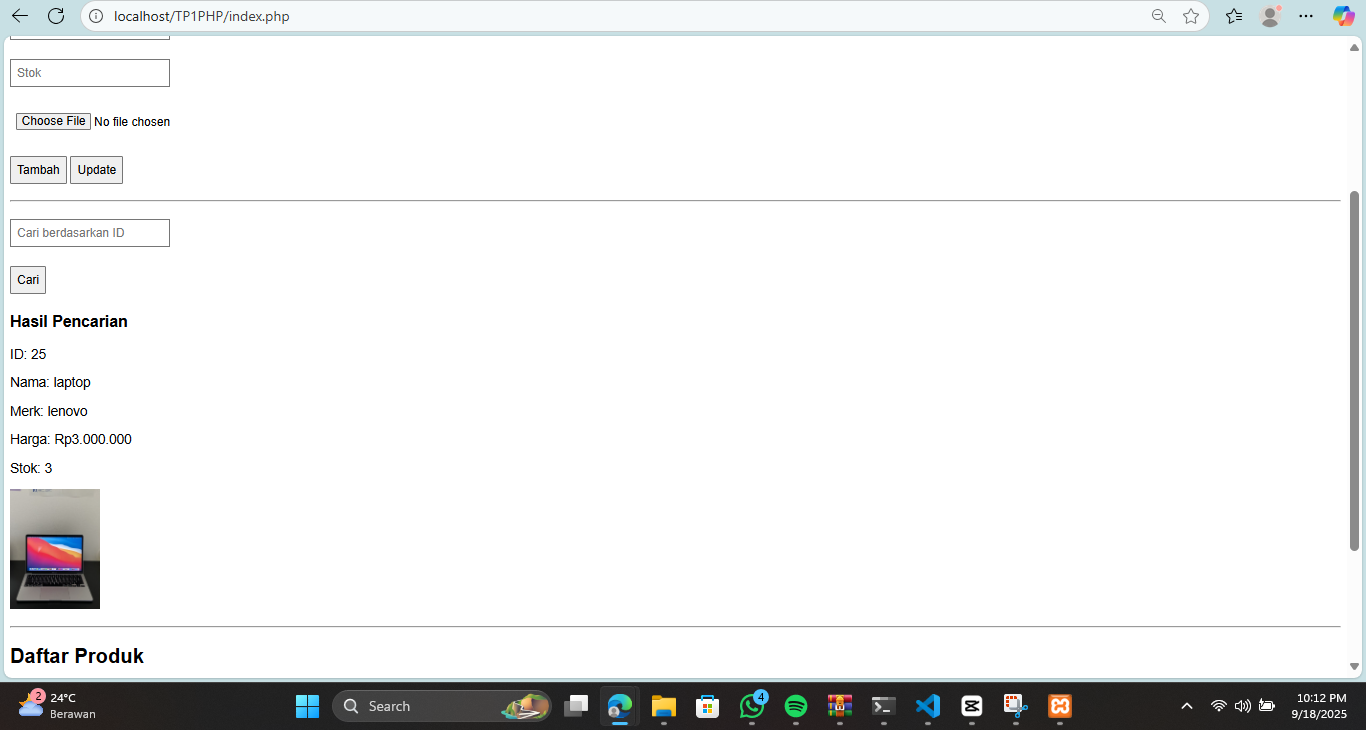 localhost/TP1PHP/index.php
Stok
Choose File No file chosen
Tambah Update
Cari berdasarkan ID
Cari
Hasil Pencarian
ID: 25
Nama: laptop
Merk: lenovo
Harga: Rp3.000.000
Stok: 3
Daftar Produk
2
24°C
Berawan
Search
4
10:12 PM
9/18/2025